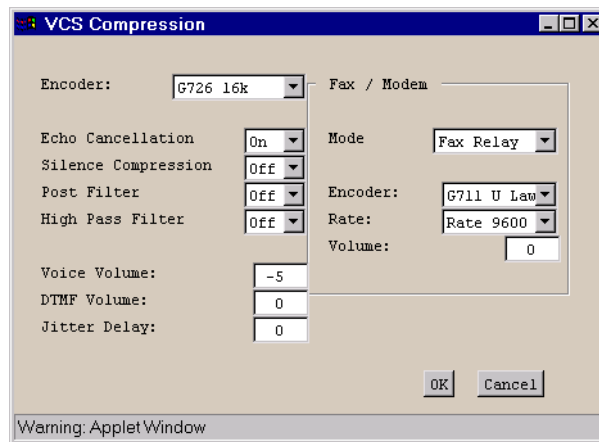 VCS Compression
Encoder: G726 16k
Echo Cancellation On
Silence Compression Off
Post Filter Off
High Pass Filter Off
Voice Volume: -5
DTMF Volume: 0
Jitter Delay: 0
Fax / Modem
Mode Fax Relay
Encoder: G711 U Law
Rate: Rate 9600
Volume: 0
OK Cancel
Warning: Applet Window